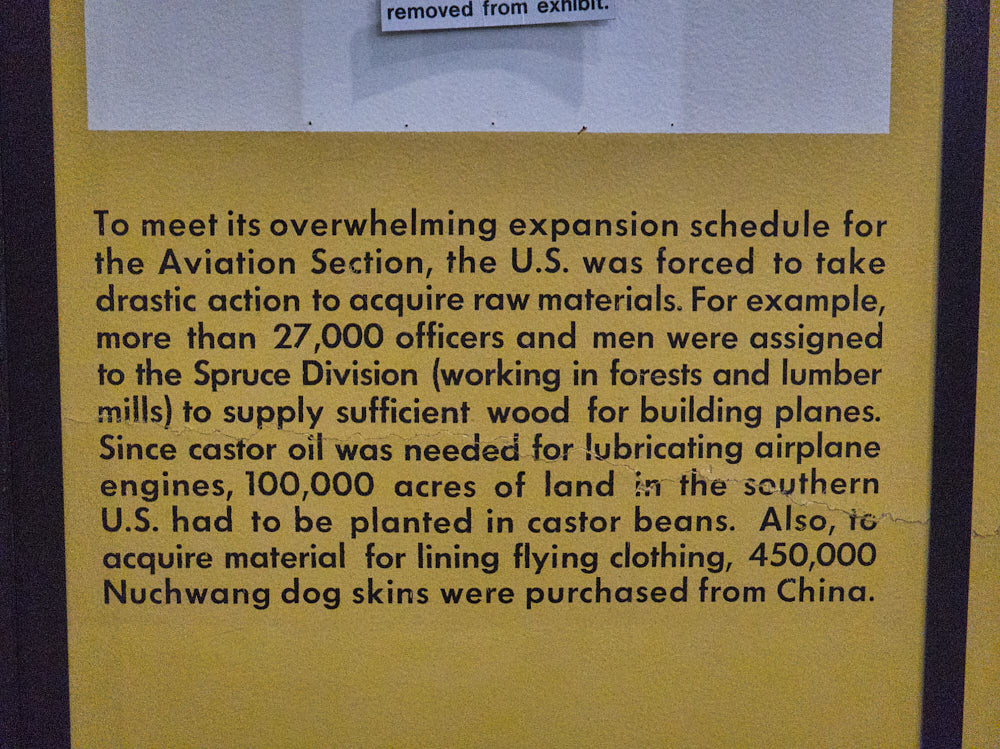 removed from exhibit.
To meet its overwhelming expansion schedule for
the Aviation Section, the U.S. was forced to take
drastic action to acquire raw materials. For example,
more than 27,000 officers and men were assigned
to the Spruce Division (working in forests and lumber
mills) to supply sufficient wood for building planes.
Since castor oil was needed for lubricating airplane
engines, 100,000 acres of land in the southern
U.S. had to be planted in castor beans. Also, to
acquire material for lining flying clothing, 450,000
Nuchwang dog skins were purchased from China.